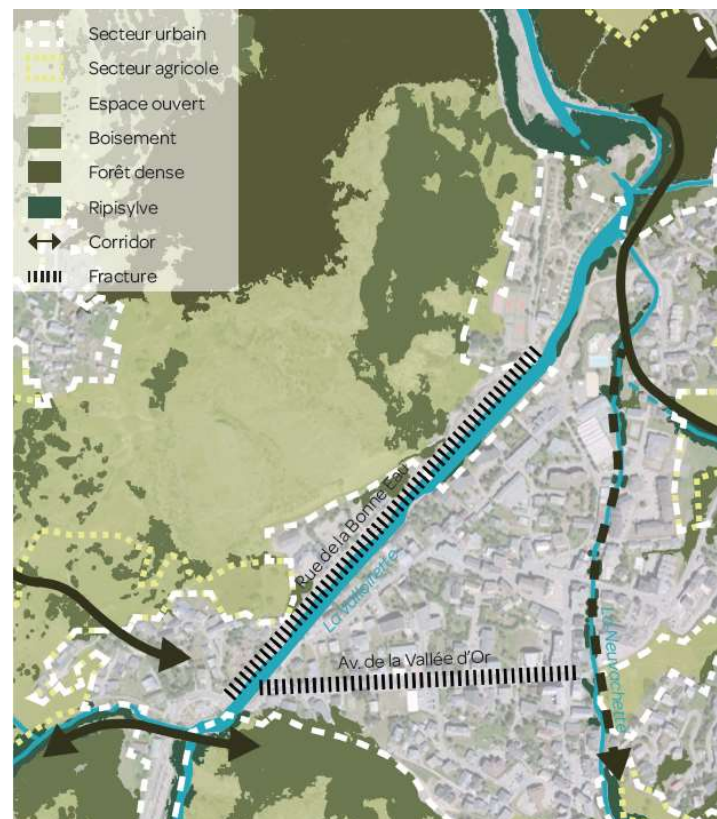 Secteur urbain
Secteur agricole
Espace ouvert
Boisement
Forêt dense
Ripisylve
Corridor
Fracture
Rue de la Bonne Eau
La valloirette
Av. de la Vallée d'Or
La Neuvachette